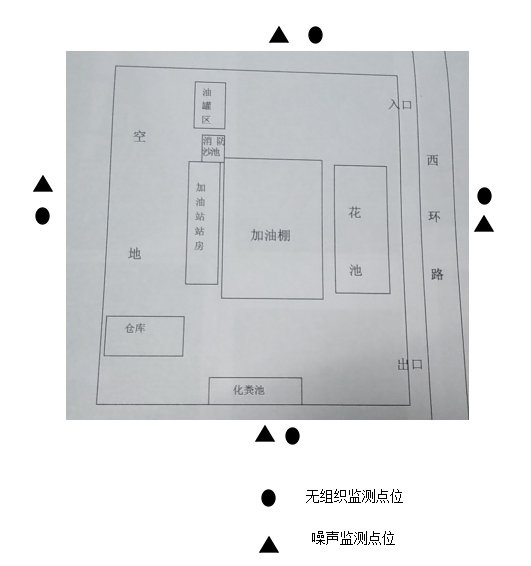 油罐区
入口
空
消防
沙池
西
加油站站房
花
环
加油棚
地
池
路
仓库
出口
化粪池
无组织监测点位
噪声监测点位